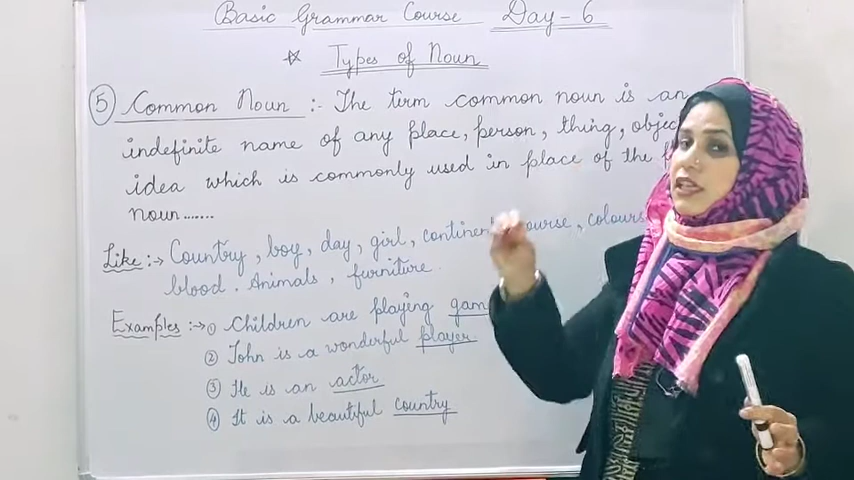 Basic Grammar Course Day - 6
☆ Types of Noun
⑤ Common Noun :- The term common noun is an
indefinite name of any place, person, thing, object
idea which is commonly used in place of the
noun.......
Like :→ Country, boy, day, girl, continent, course, colours
blood. Animals, furniture.
Examples :→ ① Children are playing
② John is a wonderful player
③ He is an actor
④ It is a beautiful country